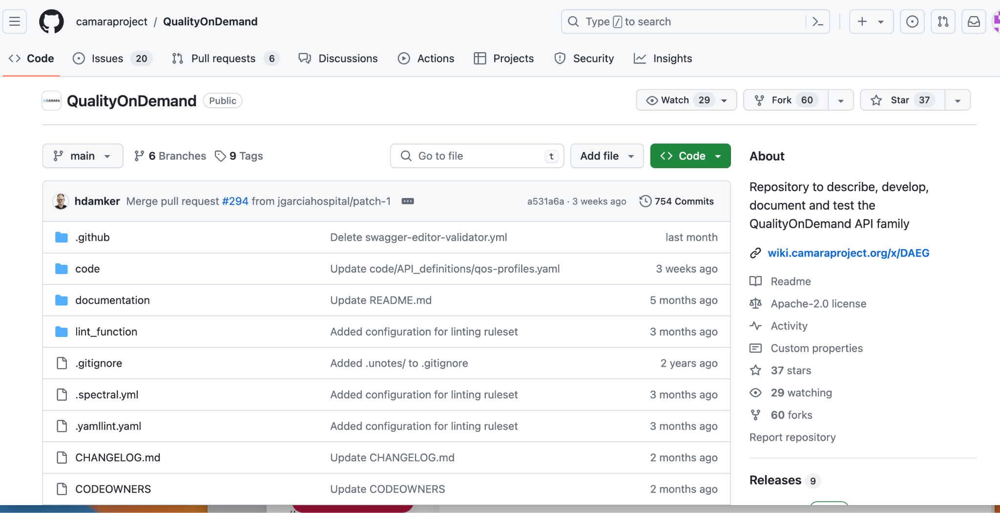 camaraproject / QualityOnDemand
Type / to search
Code
Issues 20
Pull requests 6
Discussions
Actions
Projects
Security
Insights
CAMARA
QualityOnDemand Public
Watch 29
Fork 60
Star 37
main
6 Branches
9 Tags
Go to file t
Add file
<> Code
hdamker Merge pull request #294 from jgarciahospital/patch-1
a531a6a · 3 weeks ago
754 Commits
.github Delete swagger-editor-validator.yml last month
code Update code/API_definitions/qos-profiles.yaml 3 weeks ago
documentation Update README.md 5 months ago
lint_function Added configuration for linting ruleset 3 months ago
.gitignore Added .unotes/ to .gitignore 2 years ago
.spectral.yml Added configuration for linting ruleset 3 months ago
.yamllint.yaml Added configuration for linting ruleset 3 months ago
CHANGELOG.md Update CHANGELOG.md 2 months ago
CODEOWNERS Update CODEOWNERS 2 months ago
About
Repository to describe, develop,
document and test the
QualityOnDemand API family
wiki.camaraproject.org/x/DAEG
Readme
Apache-2.0 license
Activity
Custom properties
37 stars
29 watching
60 forks
Report repository
Releases 9